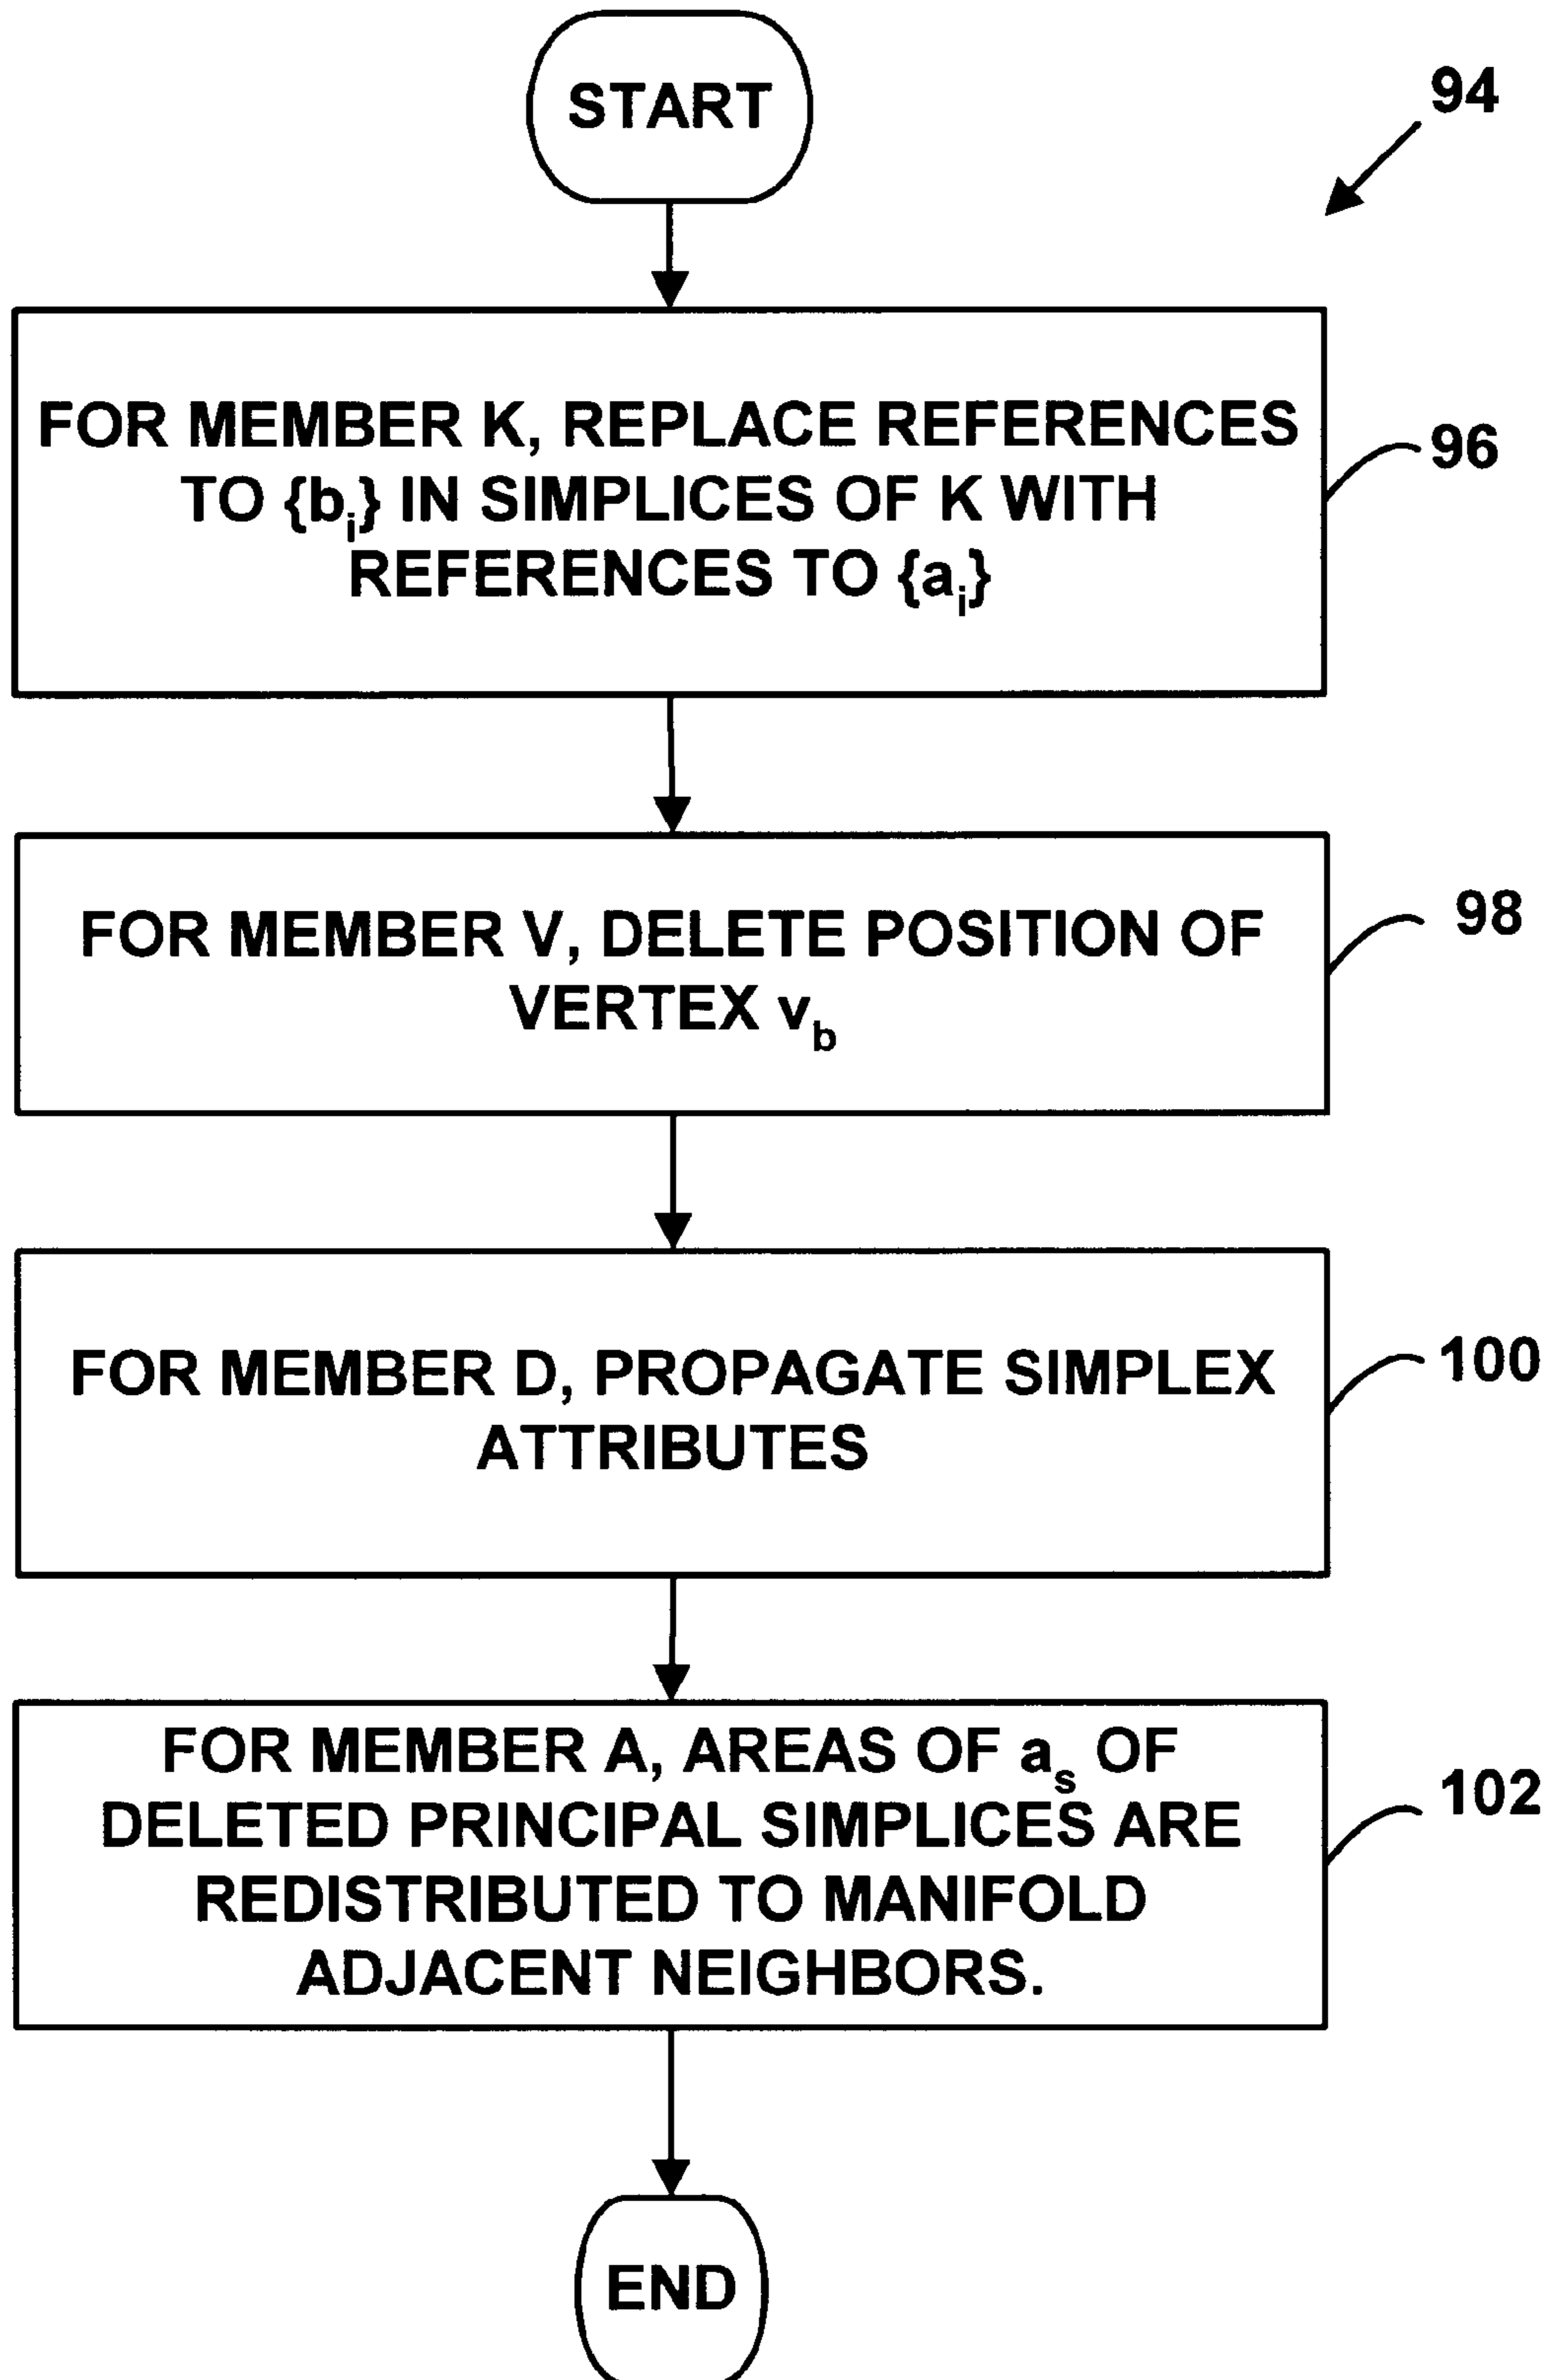 START
94
FOR MEMBER K, REPLACE REFERENCES
TO {bᵢ} IN SIMPLICES OF K WITH
REFERENCES TO {aᵢ}
96
FOR MEMBER V, DELETE POSITION OF
VERTEX v_b
98
FOR MEMBER D, PROPAGATE SIMPLEX
ATTRIBUTES
100
FOR MEMBER A, AREAS OF aₛ OF
DELETED PRINCIPAL SIMPLICES ARE
REDISTRIBUTED TO MANIFOLD
ADJACENT NEIGHBORS.
102
END